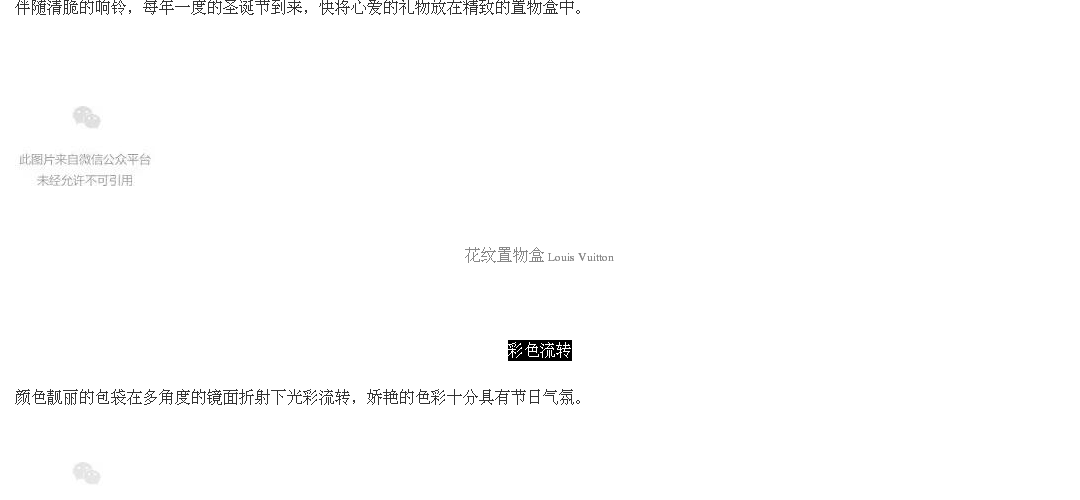 伴随清脆的响铃，每年一度的圣诞节到来，快将心爱的礼物放在精致的置物盒中。
此图片来自微信公众平台
未经允许不可引用
花纹置物盒 Louis Vuitton
彩色流转
颜色靓丽的包袋在多角度的镜面折射下光彩流转，娇艳的色彩十分具有节日气氛。